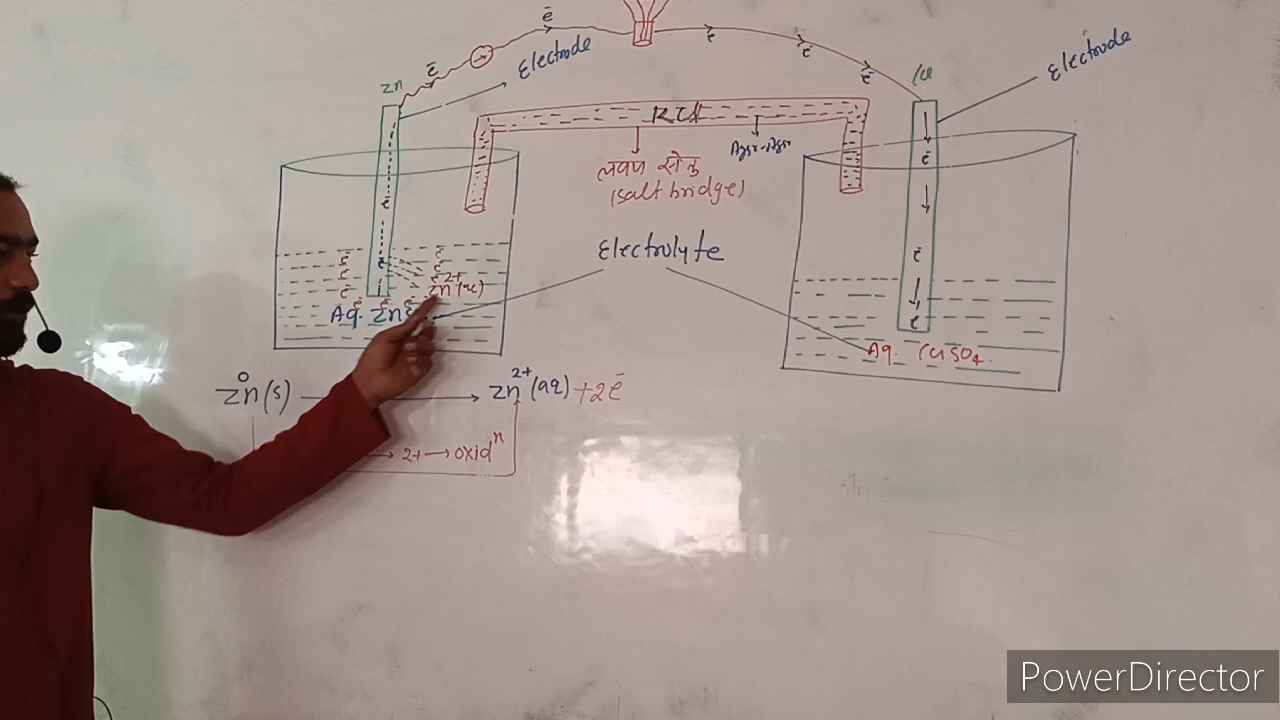 ē
ē
ē
ē
ē
Zn
Electrode
Cu
Electrode
KCl
Agar-Agar
लवण सेतु
(Salt bridge)
ē
ē
ē
ē
Electrolyte
ē
ē
ē
ē
ē
ē
Zn²⁺(aq)
ē
ē
ē
Aq. Zn
Aq. CuSO₄.
Zn⁰(s) → Zn²⁺(aq) + 2ē
→ 2+ → oxidⁿ
PowerDirector